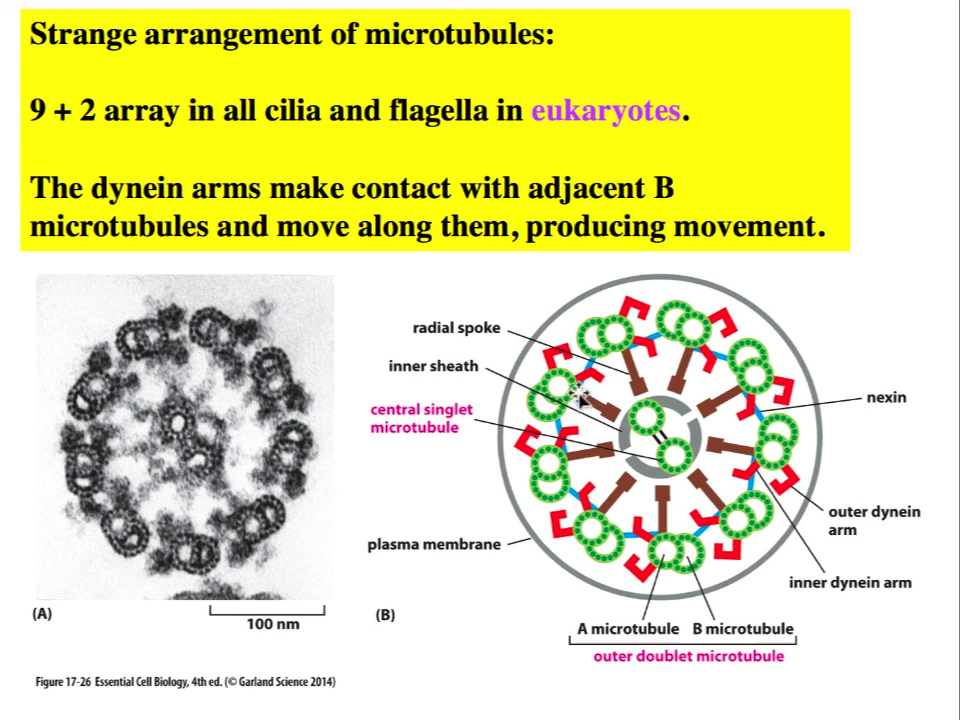 Strange arrangement of microtubules:
9 + 2 array in all cilia and flagella in eukaryotes.
The dynein arms make contact with adjacent B
microtubules and move along them, producing movement.
radial spoke
inner sheath
central singlet
microtubule
nexin
outer dynein
arm
plasma membrane
inner dynein arm
(A)
100 nm
(B)
A microtubule B microtubule
outer doublet microtubule
Figure 17-26 Essential Cell Biology, 4th ed. (© Garland Science 2014)